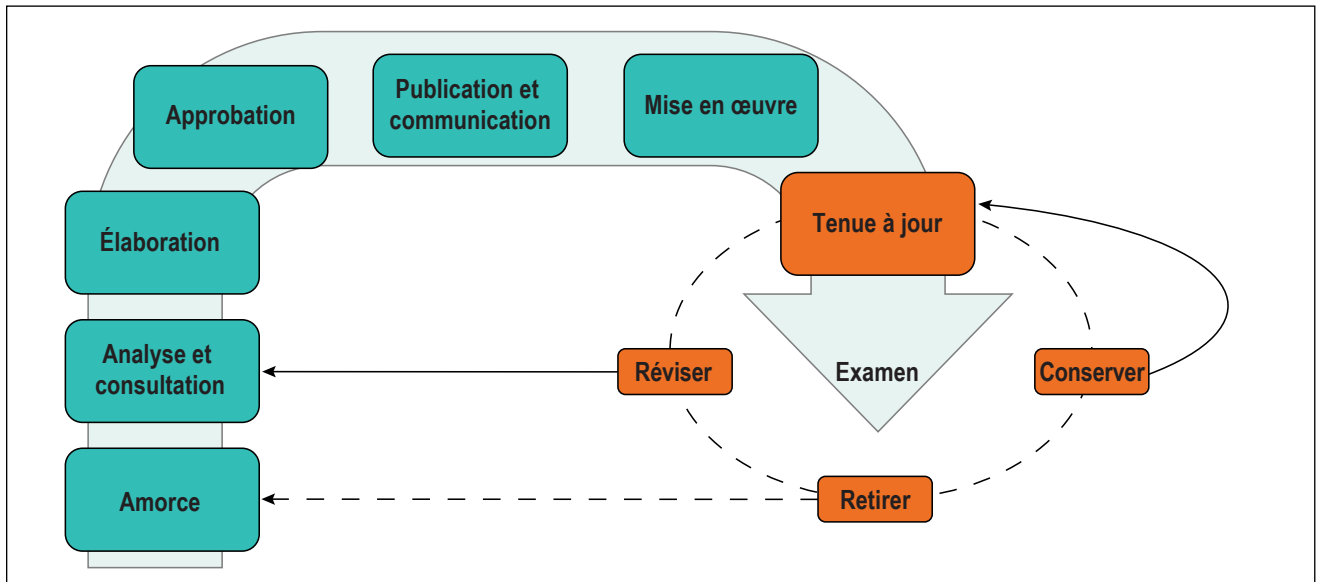 Approbation
Publication et
communication
Mise en œuvre
Élaboration
Tenue à jour
Analyse et
consultation
Réviser
Examen
Conserver
Amorce
Retirer